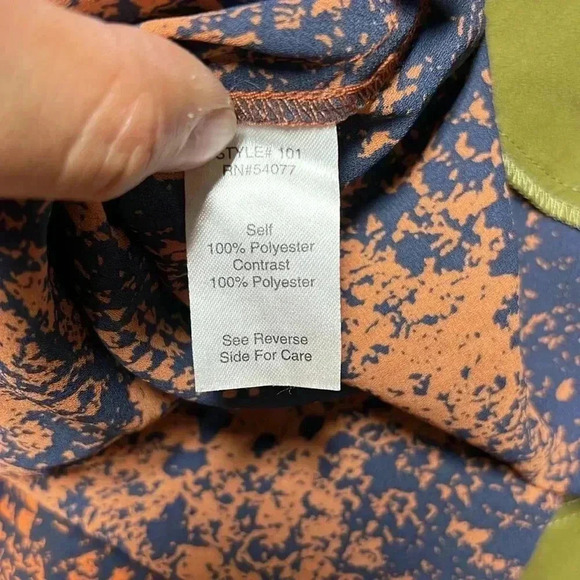 STYLE# 101
RN#54077
Self
100% Polyester
Contrast
100% Polyester
See Reverse
Side For Care